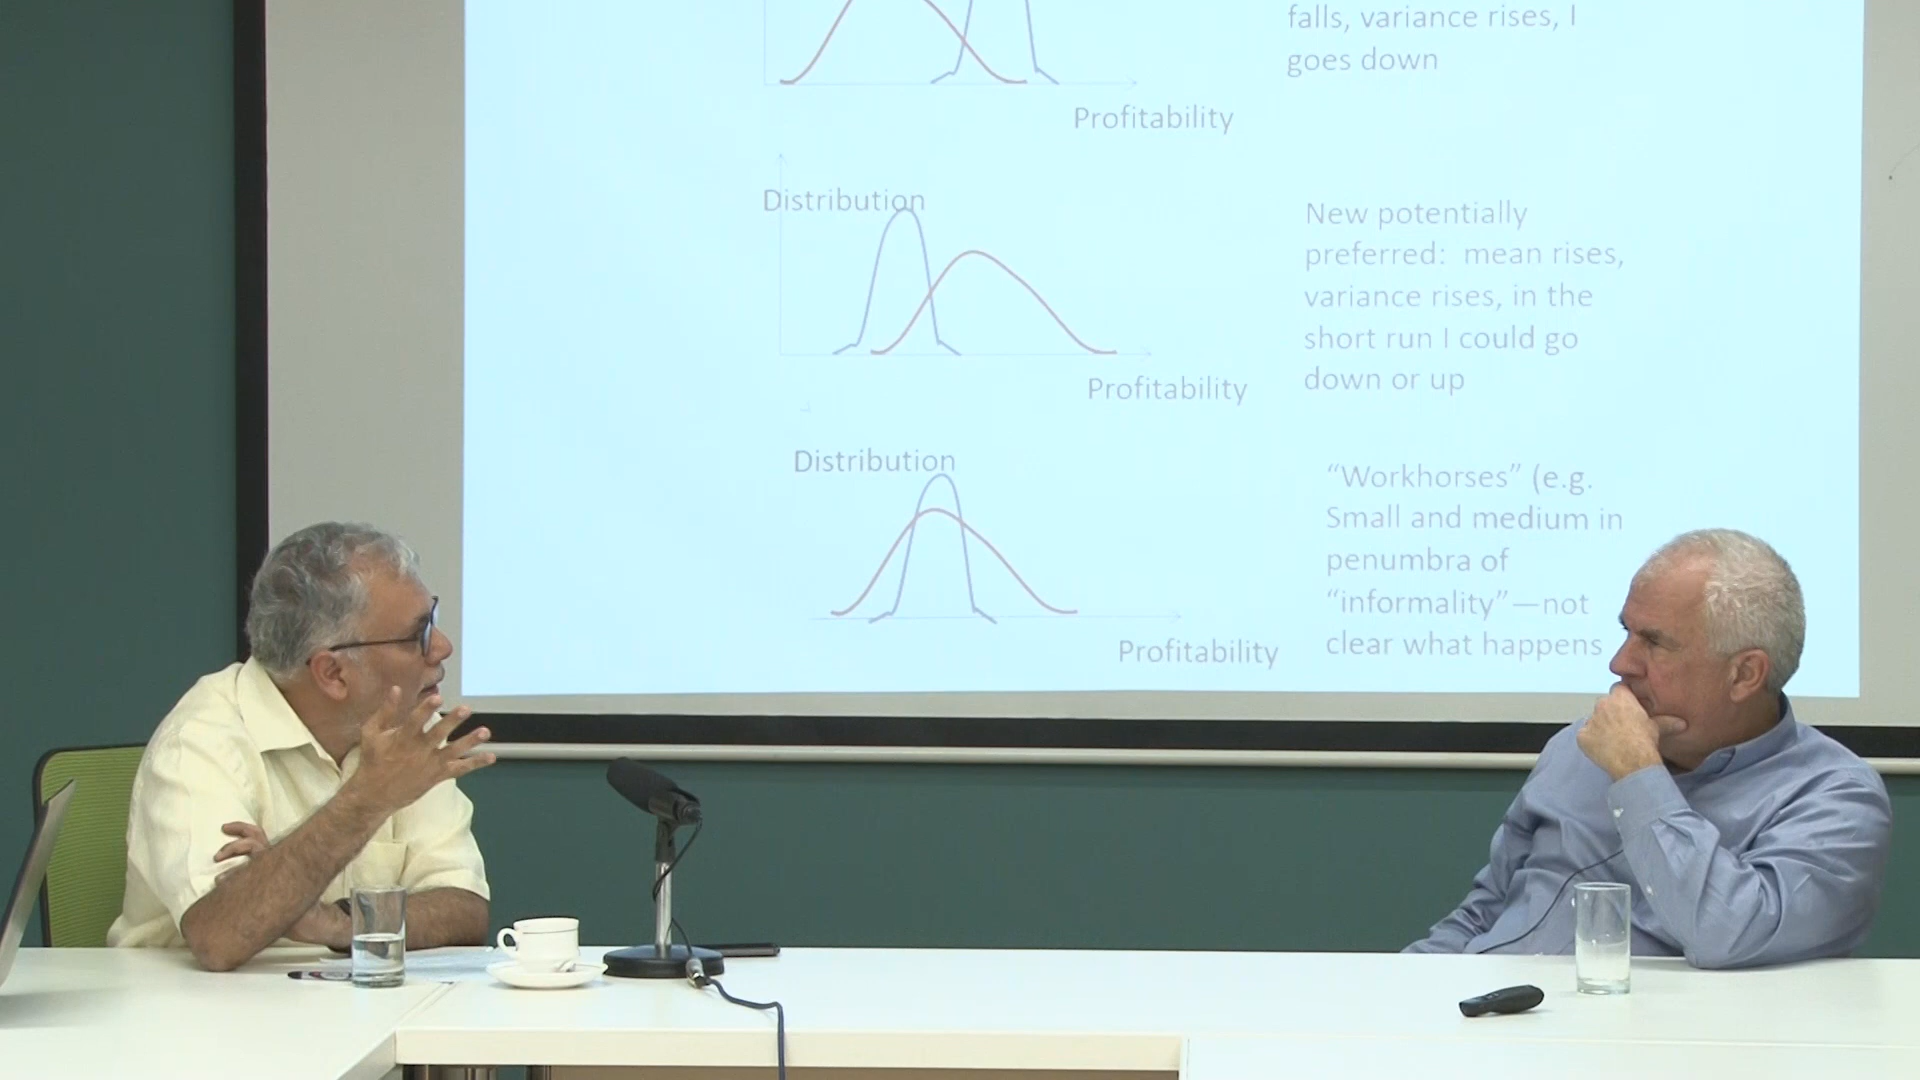 falls, variance rises, I
goes down
Profitability
Distribution
New potentially
preferred: mean rises,
variance rises, in the
short run I could go
down or up
Profitability
Distribution
“Workhorses” (e.g.
Small and medium in
penumbra of
“informality”—not
clear what happens
Profitability